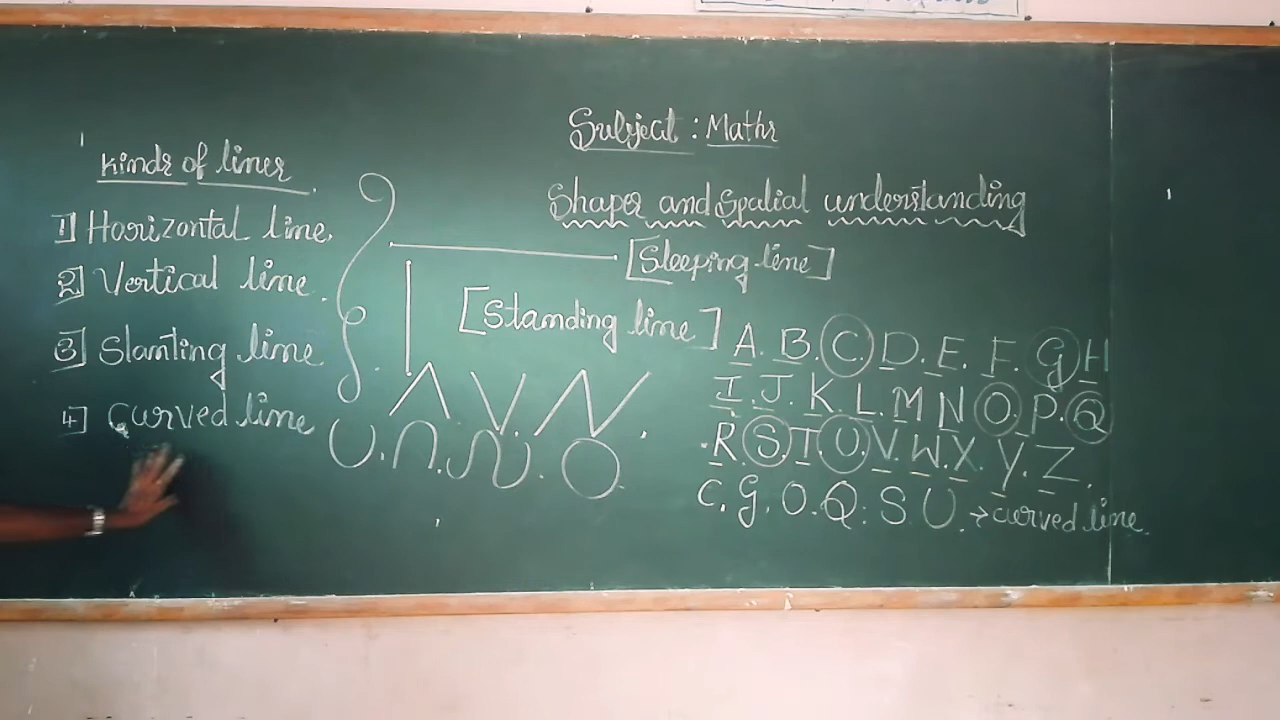 Subject : Maths
Shapes and Spatial understanding
Kinds of lines
1] Horizontal line.
[Sleeping line]
2] Vertical line.
[Standing line]
3] Slanting line
4] Curved line
A. B. C. D. E. F. G H
I. J. K. L. M N O. P. Q
R S. T. U. V. W. X. Y. Z.
C. G. O. Q. S U. → curved line.